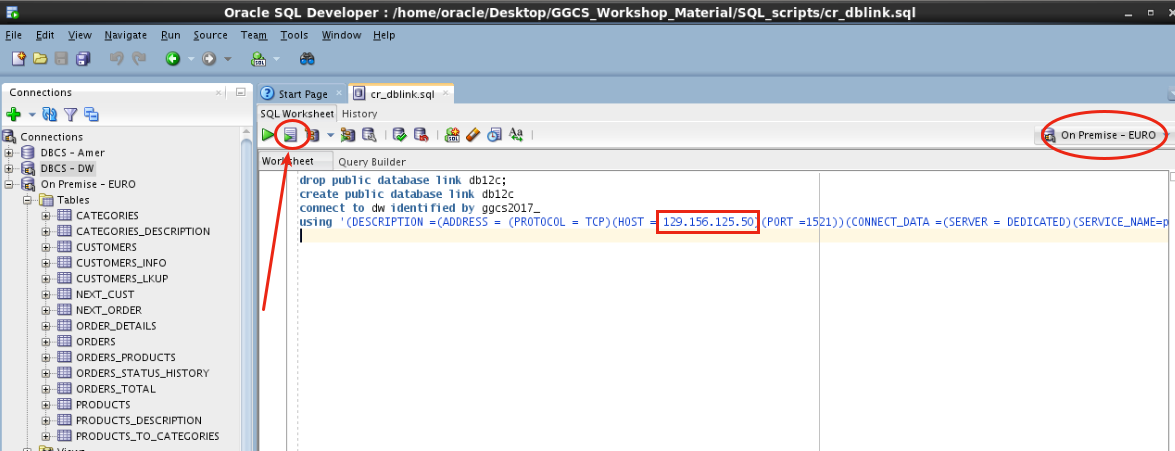 Oracle SQL Developer : /home/oracle/Desktop/GGCS_Workshop_Material/SQL_scripts/cr_dblink.sql
File Edit View Navigate Run Source Team Tools Window Help
Connections
Start Page
cr_dblink.sql
SQL Worksheet History
On Premise - EURO
Worksheet Query Builder
Connections
DBCS - Amer
DBCS - DW
On Premise - EURO
Tables
CATEGORIES
CATEGORIES_DESCRIPTION
CUSTOMERS
CUSTOMERS_INFO
CUSTOMERS_LKUP
NEXT_CUST
NEXT_ORDER
ORDER_DETAILS
ORDERS
ORDERS_PRODUCTS
ORDERS_STATUS_HISTORY
ORDERS_TOTAL
PRODUCTS
PRODUCTS_DESCRIPTION
PRODUCTS_TO_CATEGORIES
Views
drop public database link db12c;
create public database link db12c
connect to dw identified by ggcs2017_
using '(DESCRIPTION =(ADDRESS = (PROTOCOL = TCP)(HOST = 129.156.125.50)(PORT =1521))(CONNECT_DATA =(SERVER = DEDICATED)(SERVICE_NAME=p